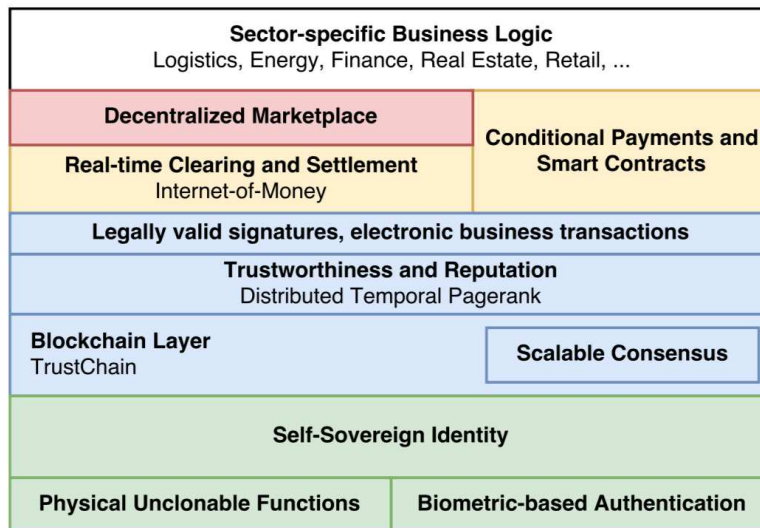 Sector-specific Business Logic
Logistics, Energy, Finance, Real Estate, Retail, ...
Decentralized Marketplace
Real-time Clearing and Settlement
Internet-of-Money
Conditional Payments and
Smart Contracts
Legally valid signatures, electronic business transactions
Trustworthiness and Reputation
Distributed Temporal Pagerank
Blockchain Layer
TrustChain
Scalable Consensus
Self-Sovereign Identity
Physical Unclonable Functions
Biometric-based Authentication